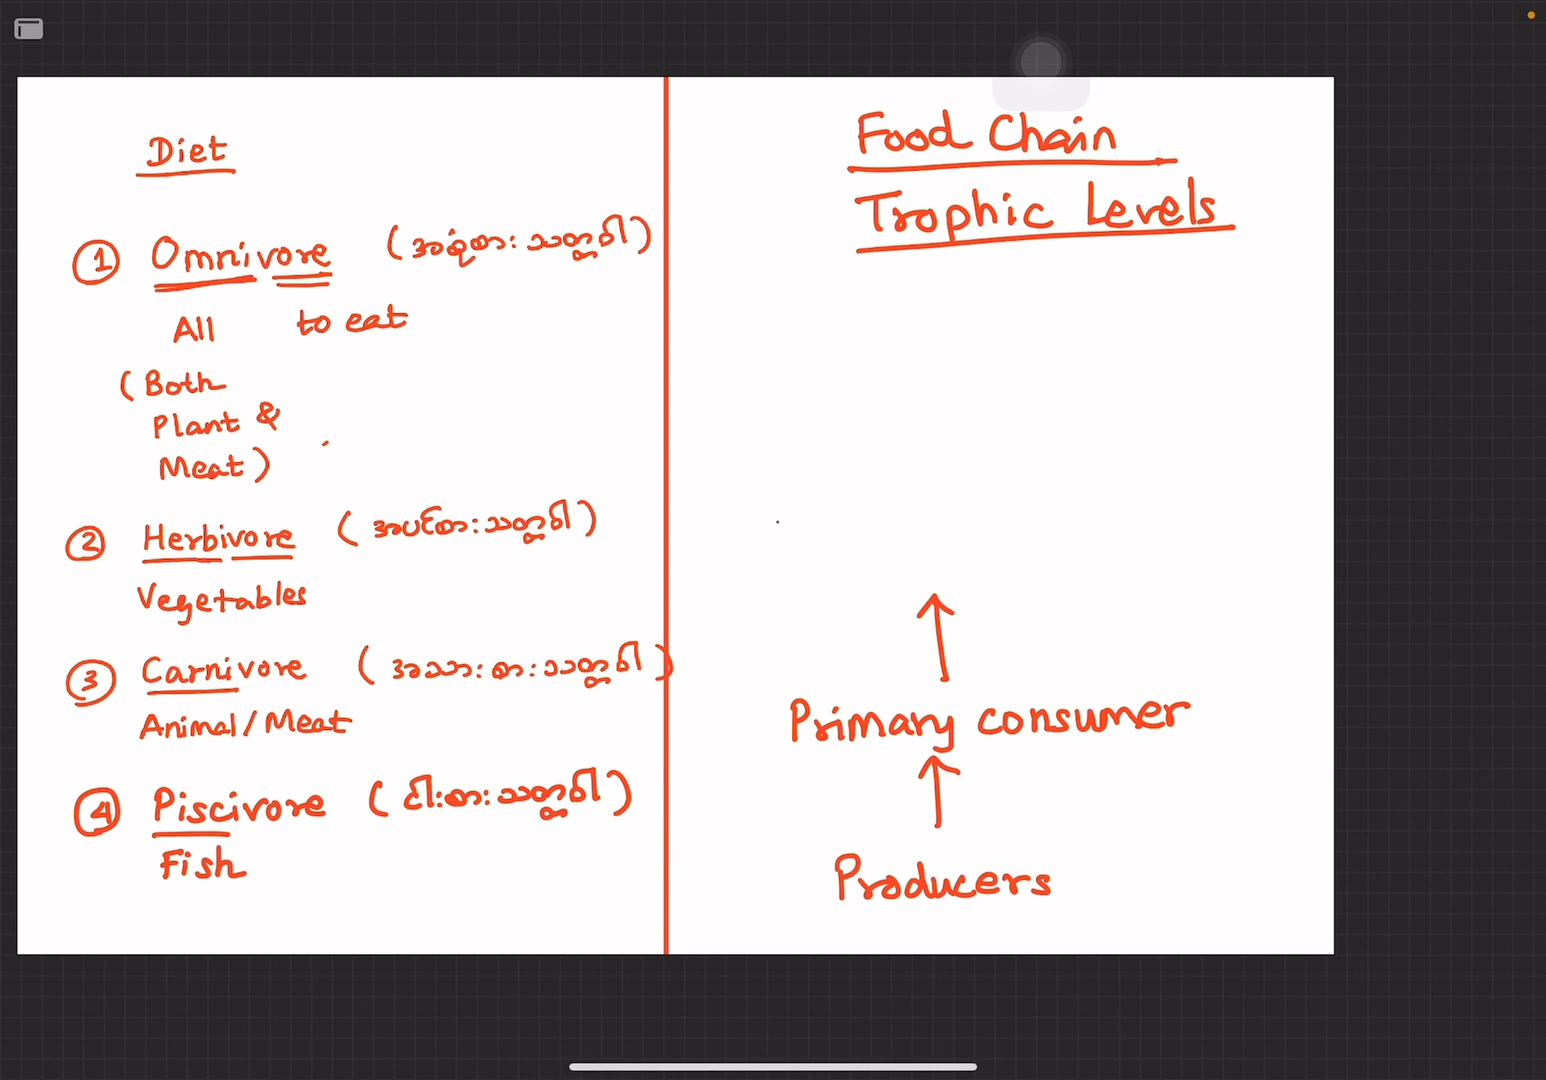 Diet
① Omnivore (အစုံစားသတ္တဝါ)
All to eat
(Both
Plant &
Meat)
② Herbivore (အပင်စားသတ္တဝါ)
Vegetables
③ Carnivore (အသားစားသတ္တဝါ)
Animal/Meat
④ Piscivore (ငါးစားသတ္တဝါ)
Fish
Food Chain
Trophic Levels
Primary consumer
Producers